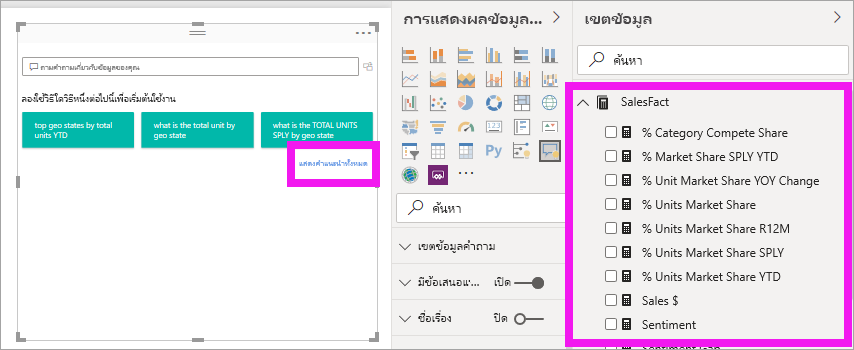 ถามคำถามเกี่ยวกับข้อมูลของคุณ
ลองใช้วิธีใดวิธีหนึ่งต่อไปนี้เพื่อเริ่มต้นใช้งาน
top geo states by total
units YTD
what is the total unit by
geo state
what is the TOTAL UNITS
SPLY by geo state
แสดงคำแนะนำทั้งหมด
การแสดงผลข้อมูล...
Py
ค้นหา
เขตข้อมูลคำถาม
มีข้อเสนอแ... เปิด
ชื่อเรื่อง ปิด
เขตข้อมูล
ค้นหา
SalesFact
% Category Compete Share
% Market Share SPLY YTD
% Unit Market Share YOY Change
% Units Market Share
% Units Market Share R12M
% Units Market Share SPLY
% Units Market Share YTD
Sales $
Sentiment
Sentiment Gap